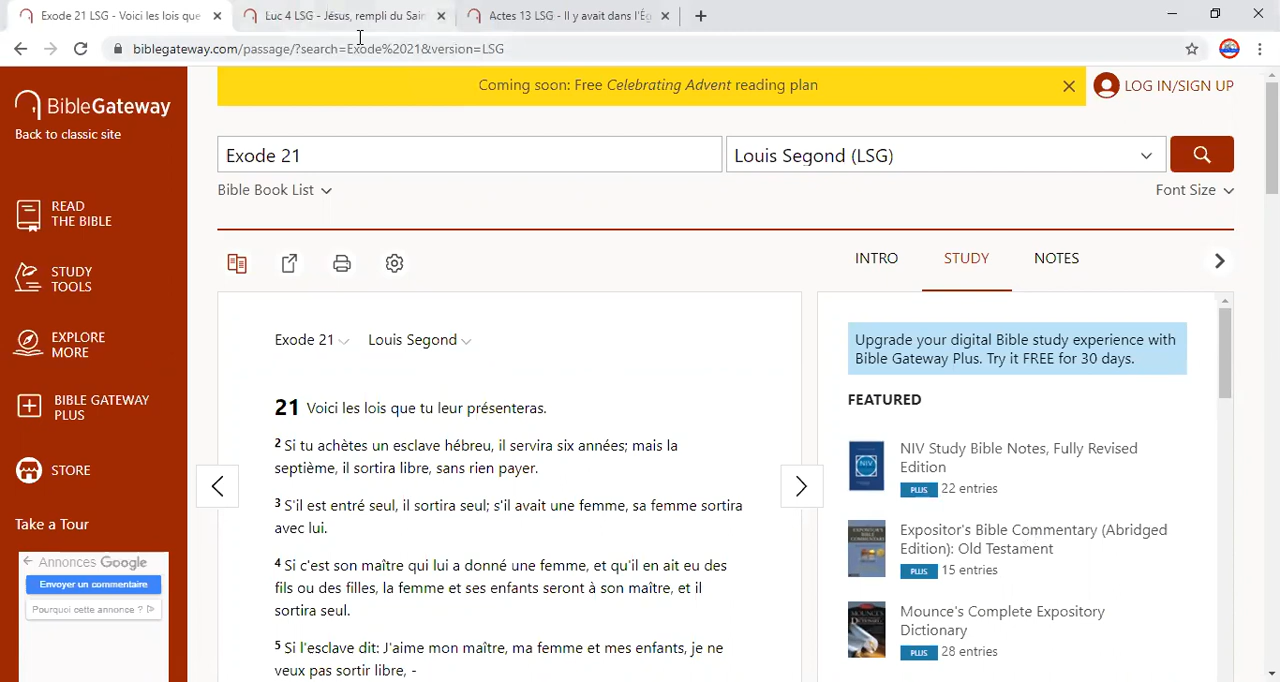 Exode 21 LSG - Voici les lois que
Luc 4 LSG - Jésus, rempli du Sain
Actes 13 LSG - Il y avait dans l'Ég
biblegateway.com/passage/?search=Exode%2021&version=LSG
Coming soon: Free Celebrating Advent reading plan
LOG IN/SIGN UP
BibleGateway
Back to classic site
Exode 21
Louis Segond (LSG)
Bible Book List
Font Size
READ
THE BIBLE
STUDY
TOOLS
EXPLORE
MORE
BIBLE GATEWAY
PLUS
STORE
Take a Tour
Annonces Google
Envoyer un commentaire
Pourquoi cette annonce ?
INTRO
STUDY
NOTES
Exode 21
Louis Segond
21 Voici les lois que tu leur présenteras.
2 Si tu achètes un esclave hébreu, il servira six années; mais la
septième, il sortira libre, sans rien payer.
3 S'il est entré seul, il sortira seul; s'il avait une femme, sa femme sortira
avec lui.
4 Si c'est son maître qui lui a donné une femme, et qu'il en ait eu des
fils ou des filles, la femme et ses enfants seront à son maître, et il
sortira seul.
5 Si l'esclave dit: J'aime mon maître, ma femme et mes enfants, je ne
veux pas sortir libre, -
Upgrade your digital Bible study experience with
Bible Gateway Plus. Try it FREE for 30 days.
FEATURED
NIV Study Bible Notes, Fully Revised
Edition
PLUS 22 entries
Expositor's Bible Commentary (Abridged
Edition): Old Testament
PLUS 15 entries
Mounce's Complete Expository
Dictionary
PLUS 28 entries